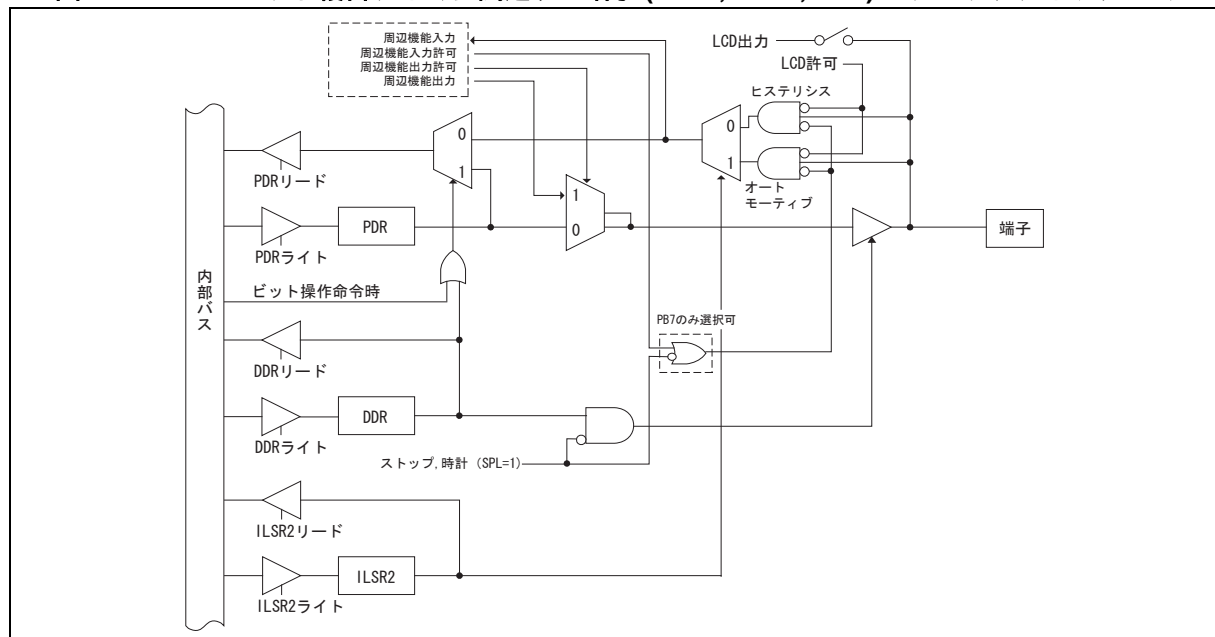 周辺機能入力
周辺機能入力許可
周辺機能出力許可
周辺機能出力
LCD出力
LCD許可
ヒステリシス
0
1
オート
モーティブ
0
1
PDRリード
1
0
PDR
PDRライト
端子
内部バス
ビット操作命令時
PB7のみ選択可
DDRリード
DDR
DDRライト
ストップ,時計 (SPL=1)
ILSR2リード
ILSR2
ILSR2ライト